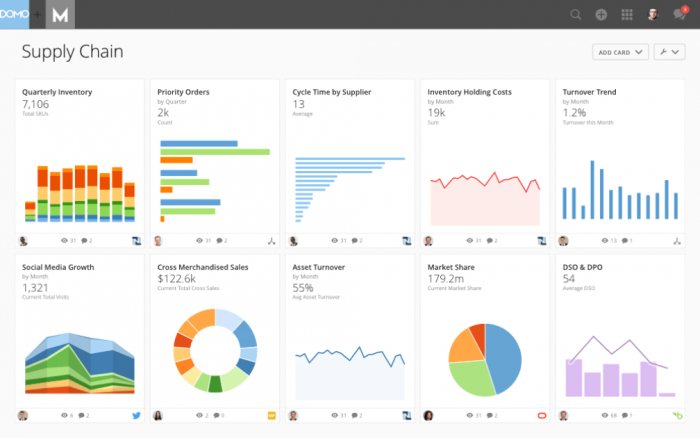 DOMO + M
3
Supply Chain
ADD CARD
Quarterly Inventory
7,106
Total SKUs
31 2
Priority Orders
by Quarter
2k
Count
31 2
Cycle Time by Supplier
13
Average
31 2
Inventory Holding Costs
by Month
19k
Sum
31 2
Turnover Trend
by Month
1.2%
Turnover this Month
13 1
Social Media Growth
by Month
1,321
Current Total Visits
6 2
Cross Merchandised Sales
$122.6k
Current Total Cross Sales
2 0
Asset Turnover
by Month
55%
Avg Asset Turnover
31 2
Market Share
179.2m
Current Market Share
31 2
DSO & DPO
54
Average DSO
68 1